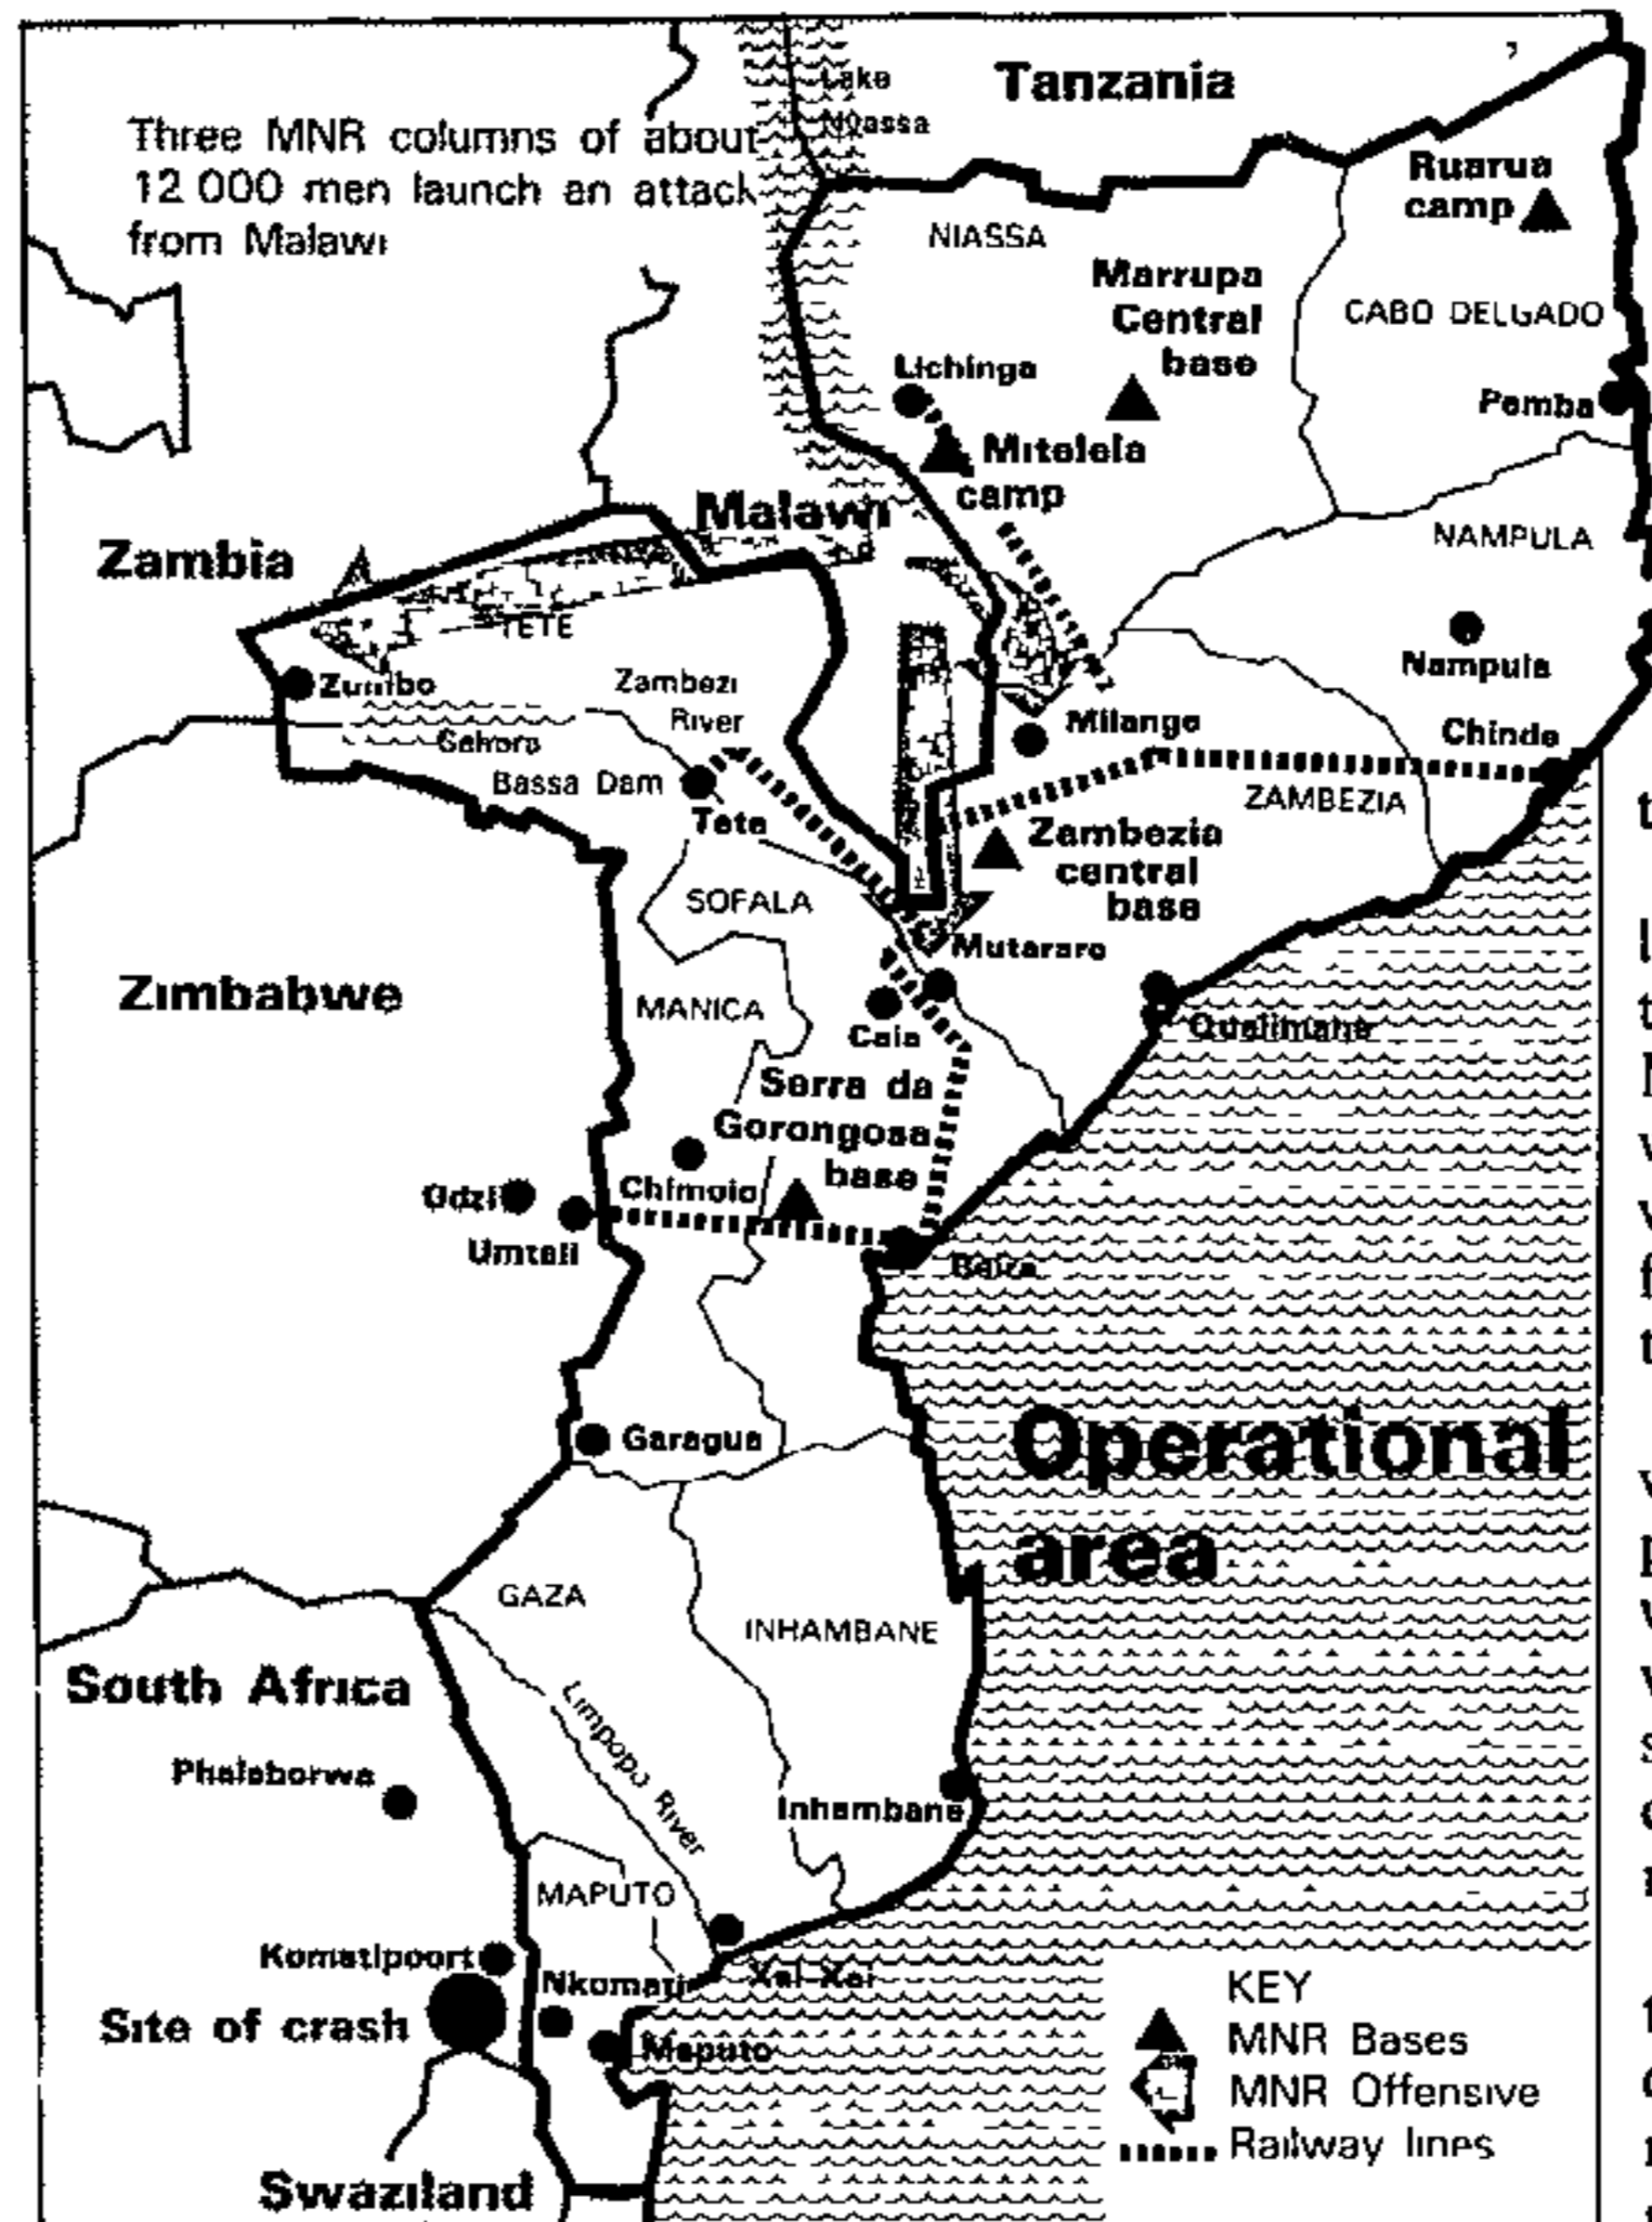 Three MNR columns of about
12 000 men launch an attack
from Malawi
Lake
Tanzania
Ruarua
camp
NIASSA
Marrupa
Central
base
CABO DELGADO
Lichinga
Pemba
Mitelela
camp
Malawi
Zambia
NAMPULA
TETE
Zumbo
Zambezi
River
Nampula
Milange
Chinde
Bassa Dam
Tete
ZAMBEZIA
Zambezia
central
base
SOFALA
Mutararo
Zimbabwe
MANICA
Caia
Quelimane
Serra da
Gorongosa
base
Odzi
Chimoio
Umtali
Beira
Garagua
Operational
area
GAZA
INHAMBANE
South Africa
Limpopo River
Phalaborwa
Inhambane
MAPUTO
Komatipoort
Nkomati
Xai-Xai
Site of crash
Maputo
Swaziland
KEY
MNR Bases
MNR Offensive
Railway lines